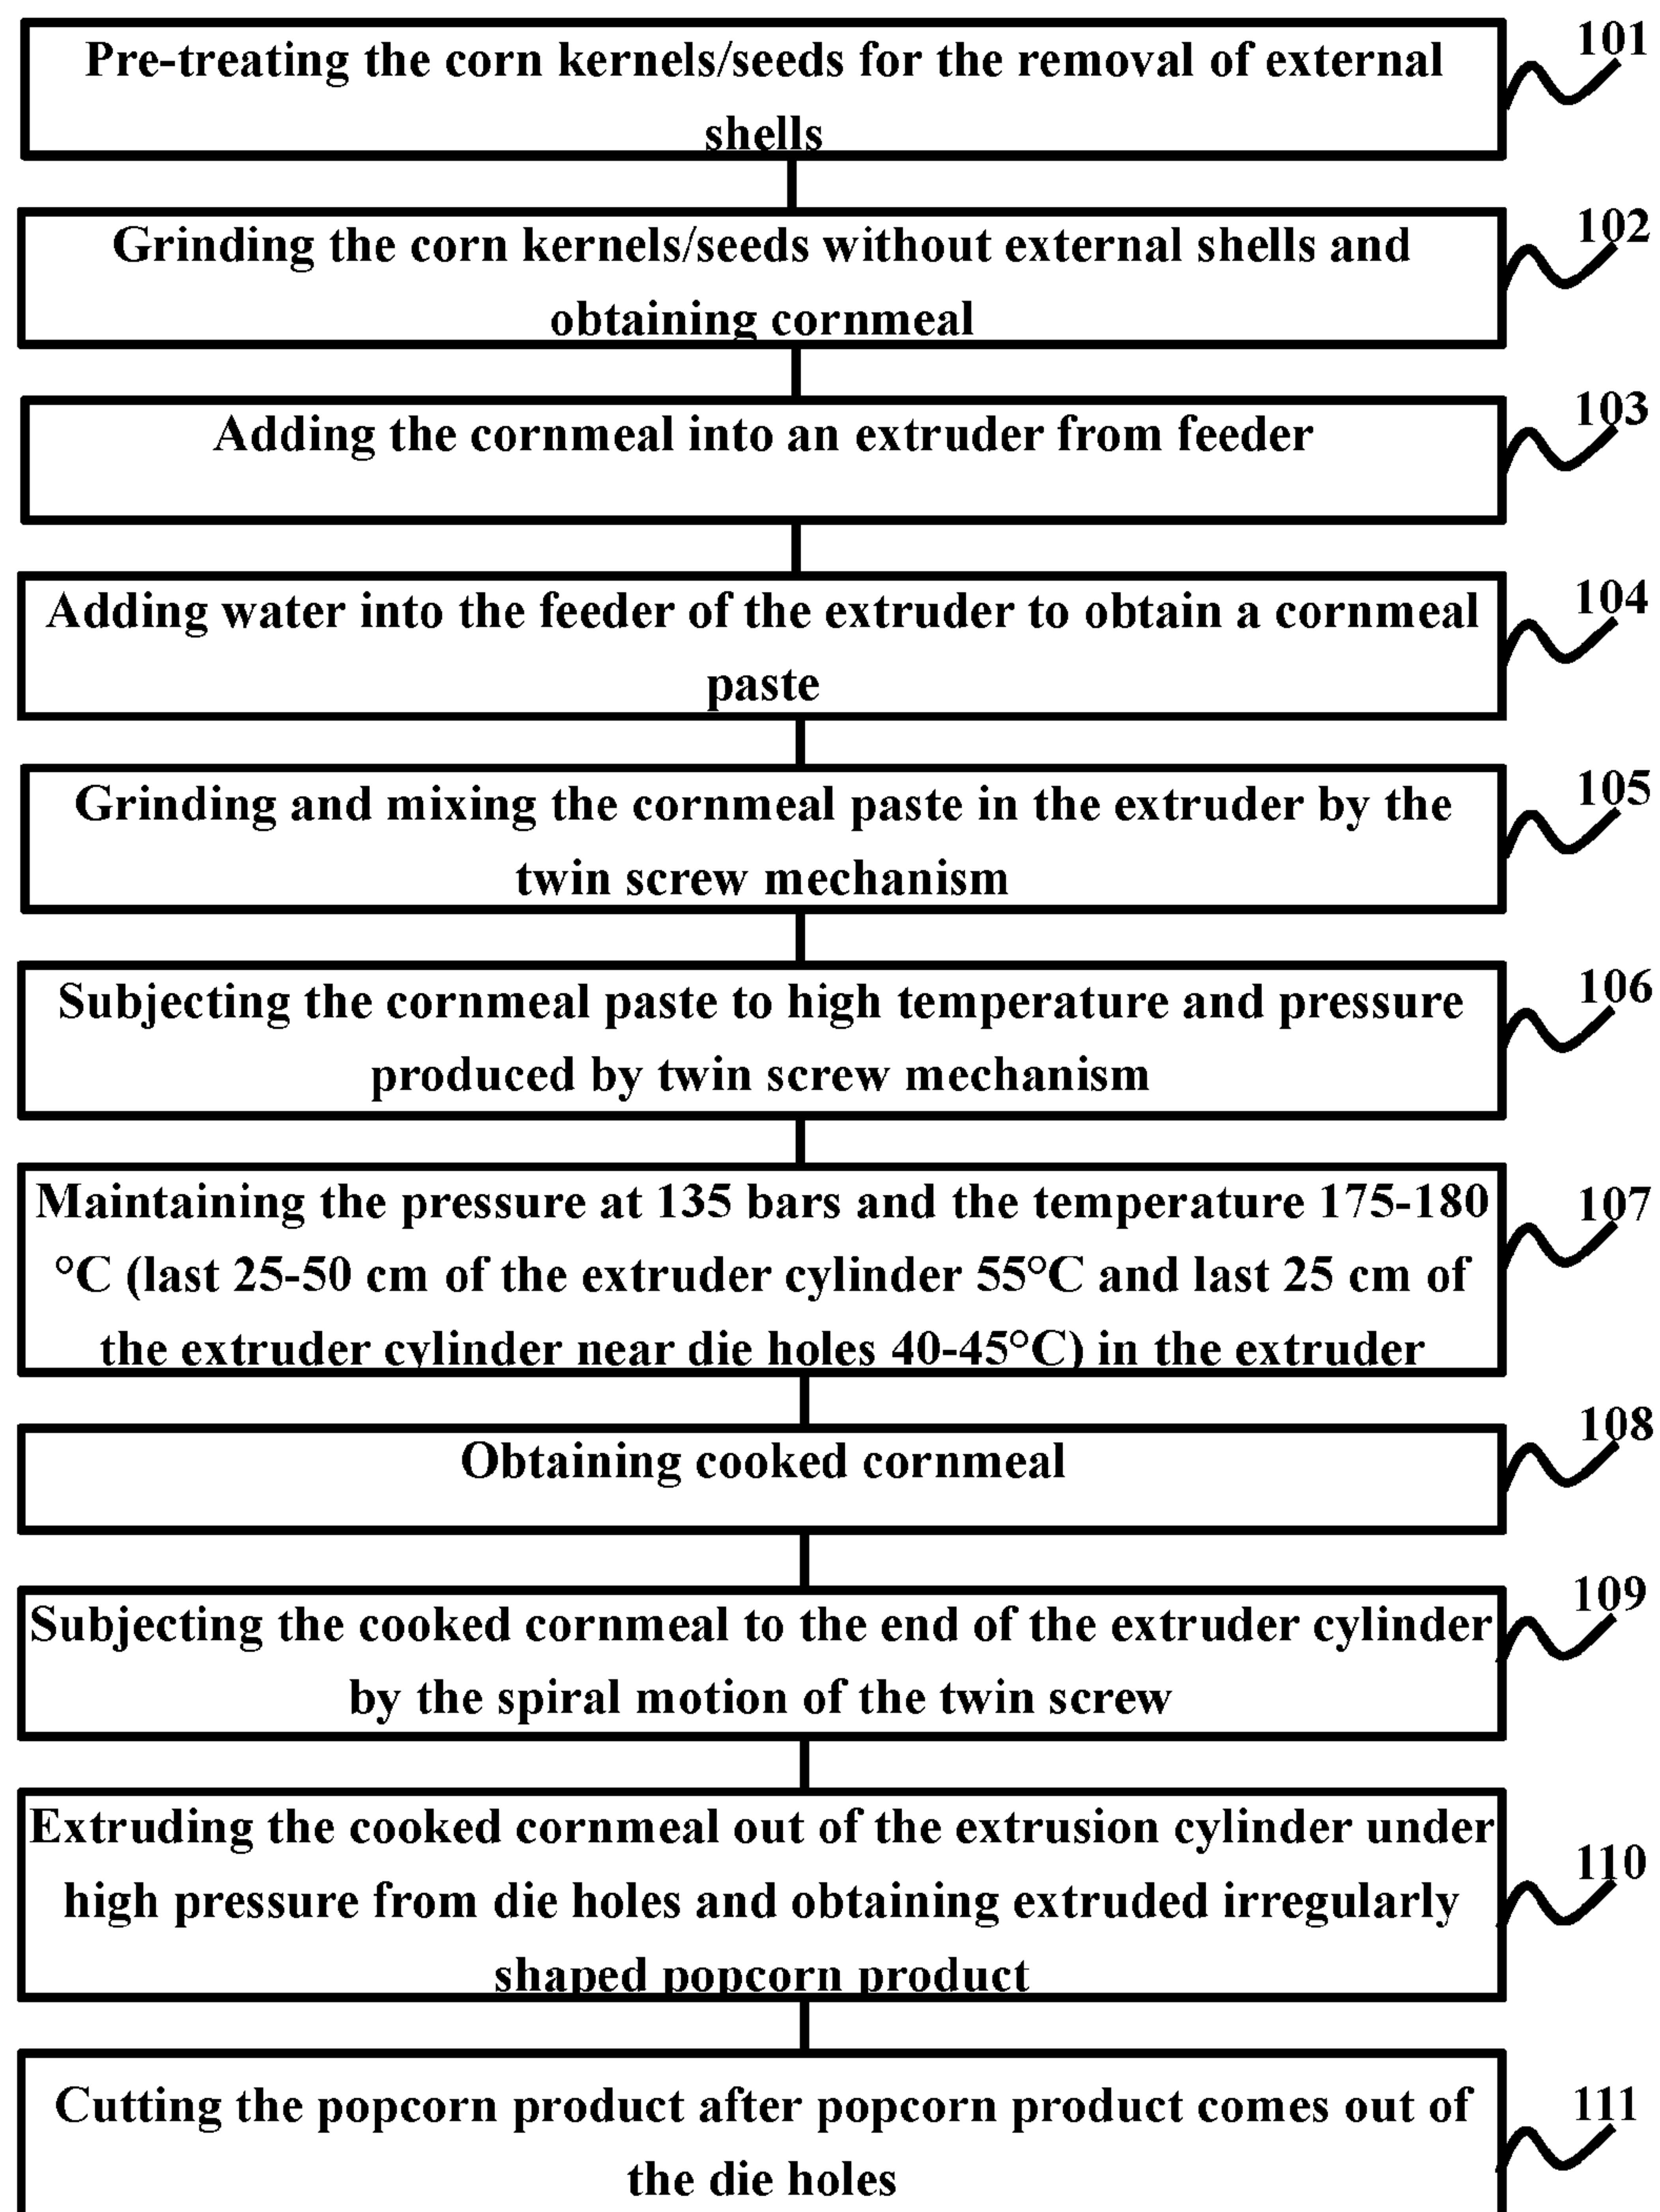 Pre-treating the corn kernels/seeds for the removal of external
shells
101
Grinding the corn kernels/seeds without external shells and
obtaining cornmeal
102
Adding the cornmeal into an extruder from feeder
103
Adding water into the feeder of the extruder to obtain a cornmeal
paste
104
Grinding and mixing the cornmeal paste in the extruder by the
twin screw mechanism
105
Subjecting the cornmeal paste to high temperature and pressure
produced by twin screw mechanism
106
Maintaining the pressure at 135 bars and the temperature 175-180
°C (last 25-50 cm of the extruder cylinder 55°C and last 25 cm of
the extruder cylinder near die holes 40-45°C) in the extruder
107
Obtaining cooked cornmeal
108
Subjecting the cooked cornmeal to the end of the extruder cylinder
by the spiral motion of the twin screw
109
Extruding the cooked cornmeal out of the extrusion cylinder under
high pressure from die holes and obtaining extruded irregularly
shaped popcorn product
110
Cutting the popcorn product after popcorn product comes out of
the die holes
111